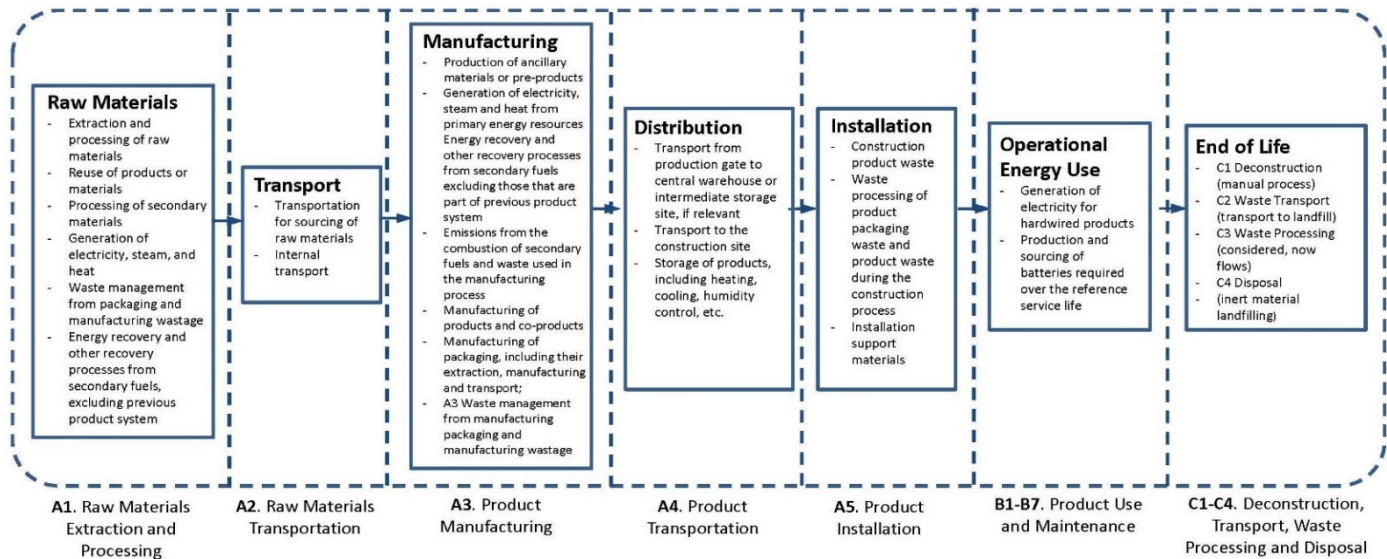 Raw Materials
- Extraction and
processing of raw
materials
- Reuse of products or
materials
- Processing of secondary
materials
- Generation of
electricity, steam, and
heat
- Waste management
from packaging and
manufacturing wastage
- Energy recovery and
other recovery
processes from
secondary fuels,
excluding previous
product system
Transport
- Transportation
for sourcing of
raw materials
- Internal
transport
Manufacturing
- Production of ancillary
materials or pre-products
- Generation of electricity,
steam and heat from
primary energy resources
Energy recovery and
other recovery processes
from secondary fuels
excluding those that are
part of previous product
system
- Emissions from the
combustion of secondary
fuels and waste used in
the manufacturing
process
- Manufacturing of
products and co-products
- Manufacturing of
packaging, including their
extraction, manufacturing
and transport;
- A3 Waste management
from manufacturing
packaging and
manufacturing wastage
Distribution
- Transport from
production gate to
central warehouse or
intermediate storage
site, if relevant
- Transport to the
construction site
- Storage of products,
including heating,
cooling, humidity
control, etc.
Installation
- Construction
product waste
- Waste
processing of
product
packaging
waste and
product waste
during the
construction
process
- Installation
support
materials
Operational
Energy Use
- Generation of
electricity for
hardwired products
- Production and
sourcing of
batteries required
over the reference
service life
End of Life
- C1 Deconstruction
(manual process)
- C2 Waste Transport
(transport to landfill)
- C3 Waste Processing
(considered, now
flows)
- C4 Disposal
- (inert material
landfilling)
A1. Raw Materials
Extraction and
Processing
A2. Raw Materials
Transportation
A3. Product
Manufacturing
A4. Product
Transportation
A5. Product
Installation
B1-B7. Product Use
and Maintenance
C1-C4. Deconstruction,
Transport, Waste
Processing and Disposal